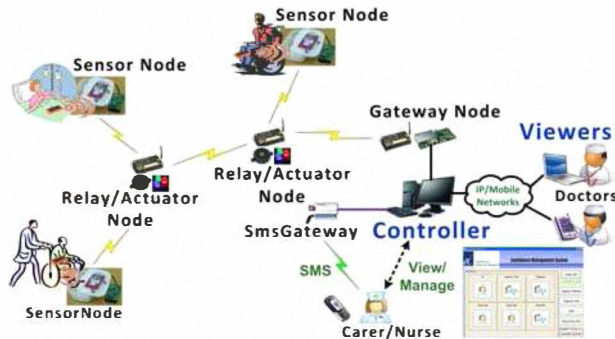 Sensor Node
Sensor Node
Gateway Node
Viewers
Relay/Actuator
Node
Relay/Actuator
Node
IP/Mobile
Networks
Doctors
SmsGateway
Controller
SMS
View/
Manage
SensorNode
Carer/Nurse